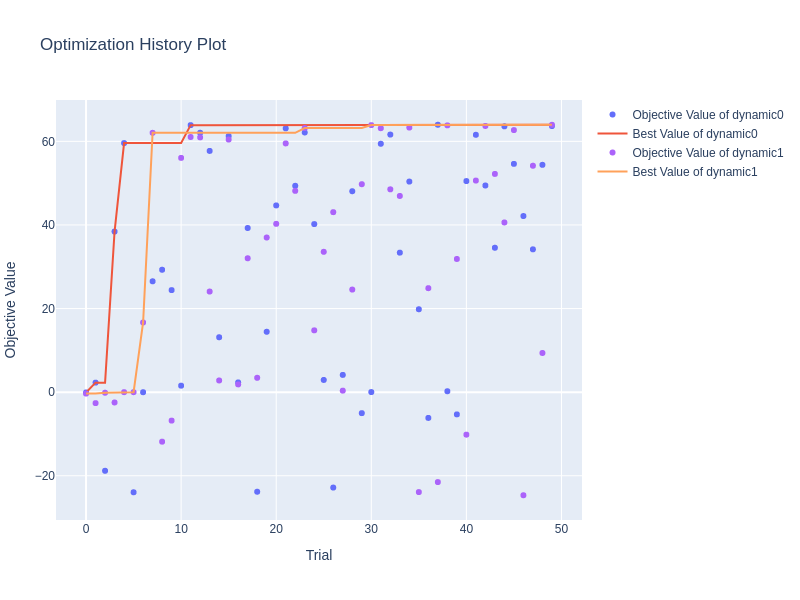 Optimization History Plot
Objective Value of dynamic0
Best Value of dynamic0
Objective Value of dynamic1
Best Value of dynamic1
60
40
20
0
−20
Objective Value
0
10
20
30
40
50
Trial